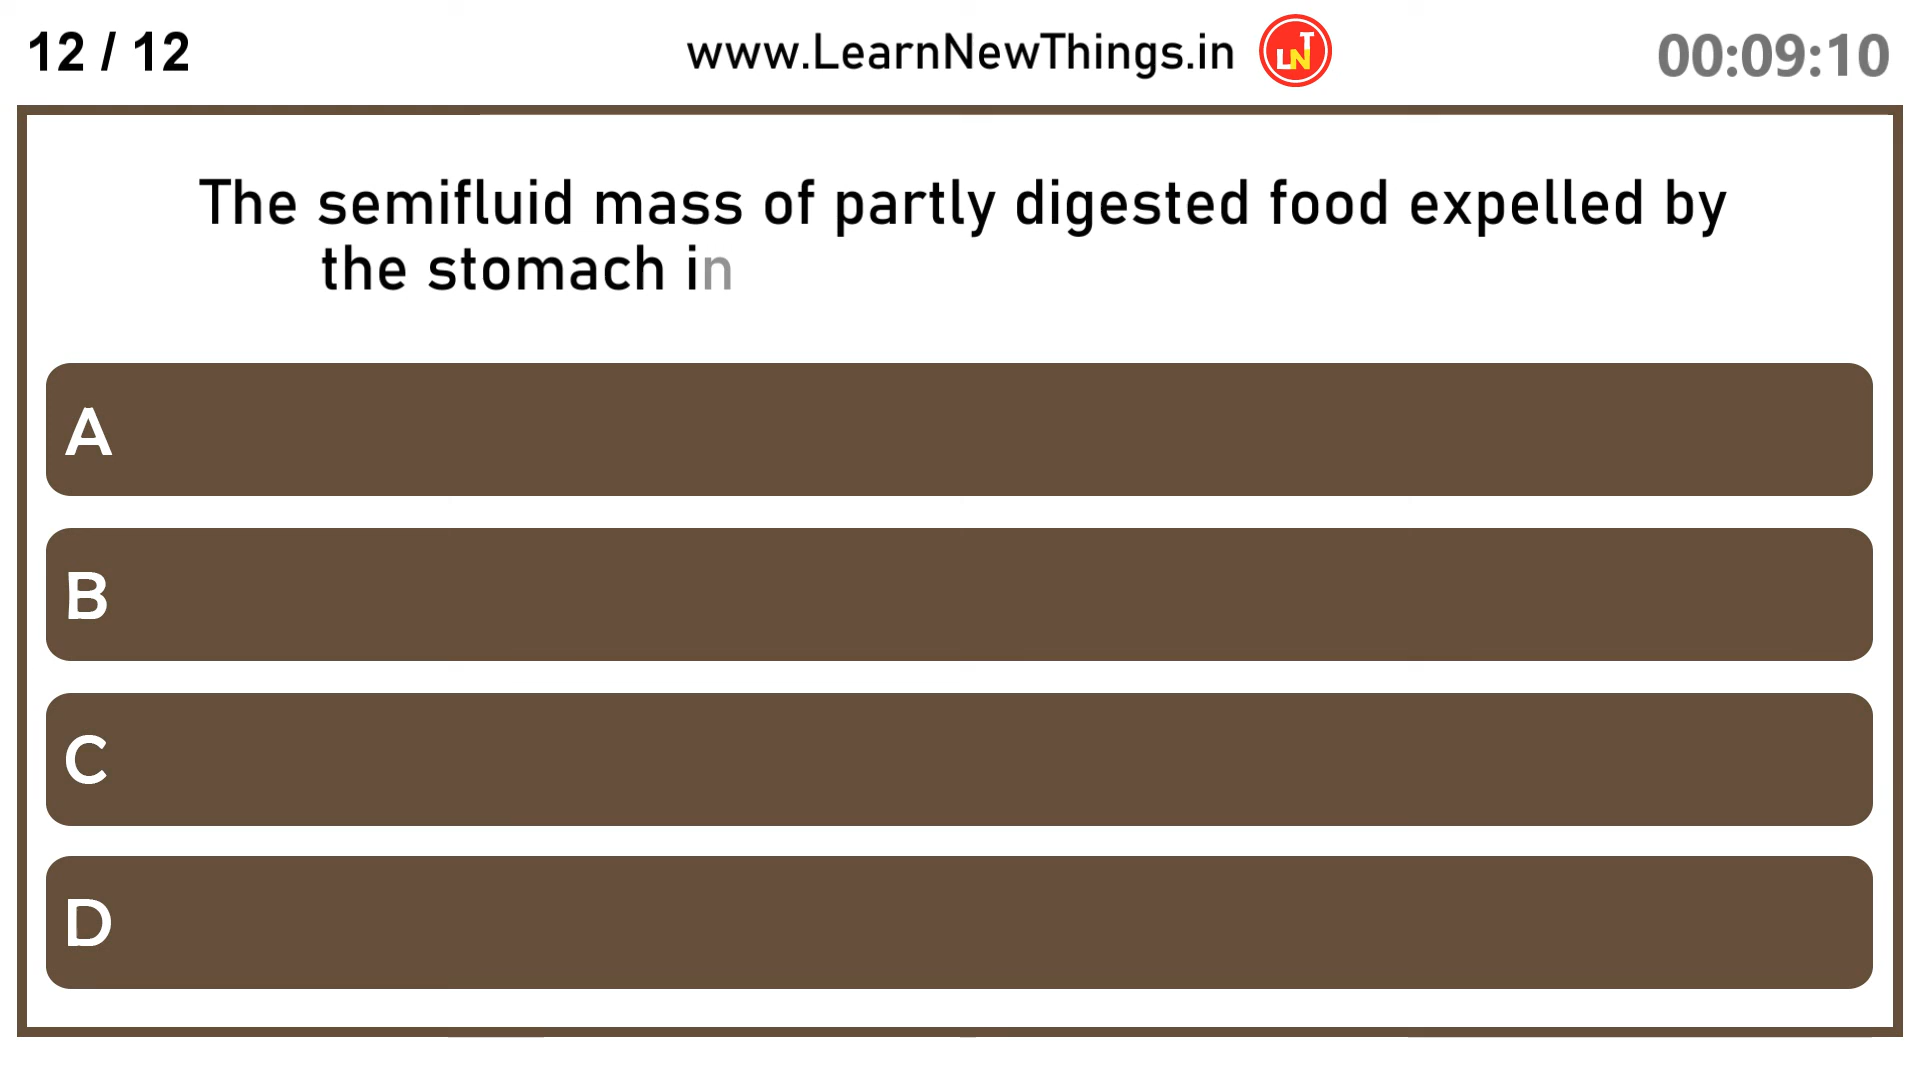 12 / 12
www.LearnNewThings.in
LNT
00:09:10
The semifluid mass of partly digested food expelled by
the stomach in
A
B
C
D